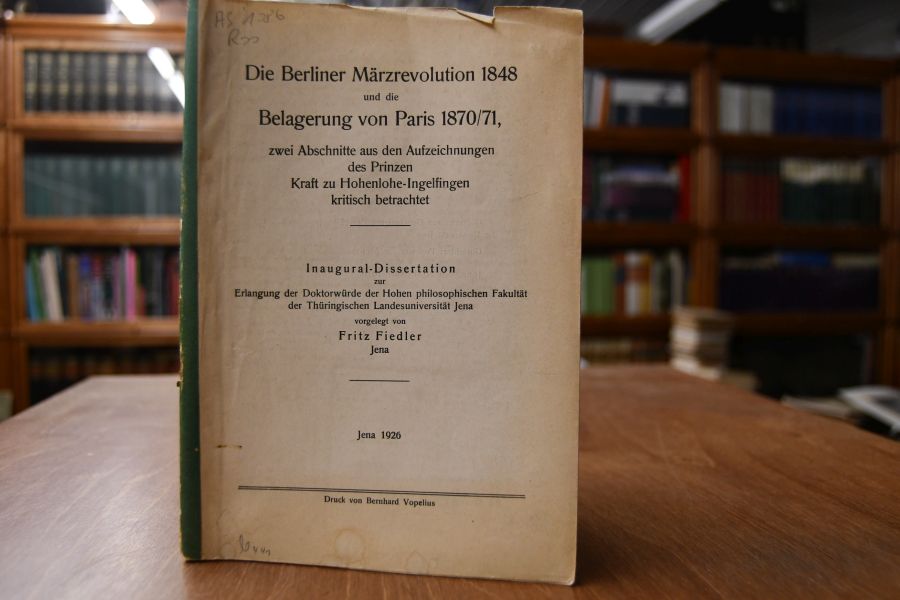 Die Berliner Märzrevolution 1848
und die
Belagerung von Paris 1870/71,
zwei Abschnitte aus den Aufzeichnungen
des Prinzen
Kraft zu Hohenlohe-Ingelfingen
kritisch betrachtet
Inaugural-Dissertation
zur
Erlangung der Doktorwürde der Hohen philosophischen Fakultät
der Thüringischen Landesuniversität Jena
vorgelegt von
Fritz Fiedler
Jena
Jena 1926
Druck von Bernhard Vopelius